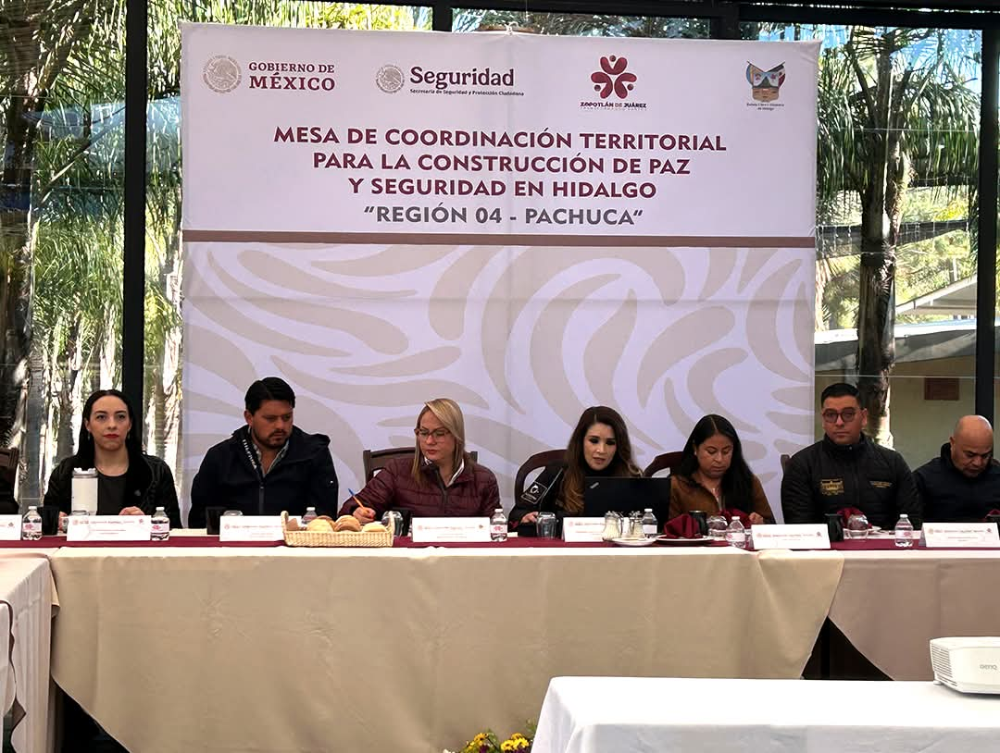 GOBIERNO DE
MÉXICO
Seguridad
Secretaría de Seguridad y Protección Ciudadana
ZAPOTLÁN DE JUÁREZ
MESA DE COORDINACIÓN TERRITORIAL
PARA LA CONSTRUCCIÓN DE PAZ
Y SEGURIDAD EN HIDALGO
“REGIÓN 04 - PACHUCA“
BENQ